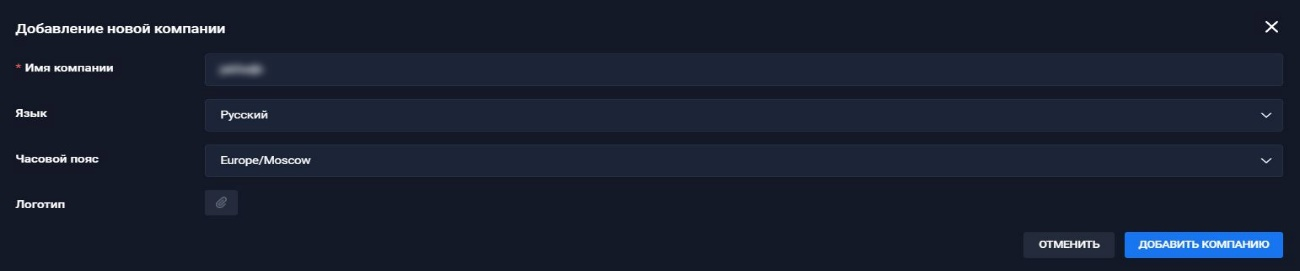 Добавление новой компании
* Имя компании
Язык
Русский
Часовой пояс
Europe/Moscow
Логотип
ОТМЕНИТЬ
ДОБАВИТЬ КОМПАНИЮ